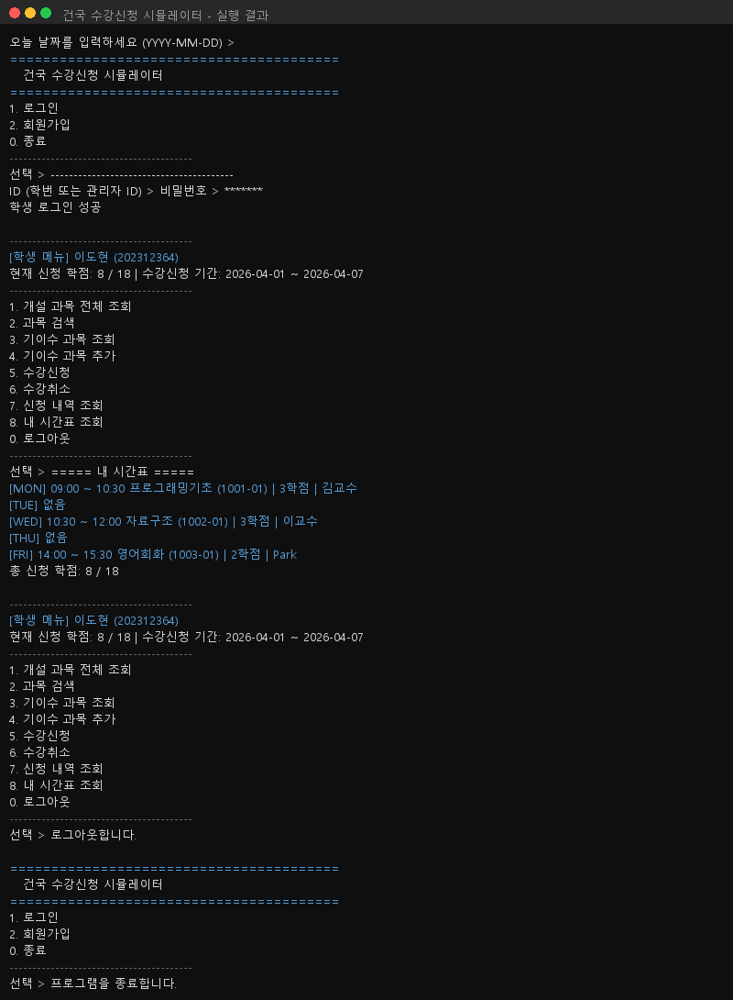 건국 수강신청 시뮬레이터 - 실행 결과
오늘 날짜를 입력하세요 (YYYY-MM-DD) >
========================================
건국 수강신청 시뮬레이터
========================================
1. 로그인
2. 회원가입
0. 종료
----------------------------------------
선택 > ----------------------------------------
ID (학번 또는 관리자 ID) > 비밀번호 > *******
학생 로그인 성공
----------------------------------------
[학생 메뉴] 이도현 (202312364)
현재 신청 학점: 8 / 18 | 수강신청 기간: 2026-04-01 ~ 2026-04-07
----------------------------------------
1. 개설 과목 전체 조회
2. 과목 검색
3. 기이수 과목 조회
4. 기이수 과목 추가
5. 수강신청
6. 수강취소
7. 신청 내역 조회
8. 내 시간표 조회
0. 로그아웃
----------------------------------------
선택 > ===== 내 시간표 =====
[MON] 09:00 ~ 10:30 프로그래밍기초 (1001-01) | 3학점 | 김교수
[TUE] 없음
[WED] 10:30 ~ 12:00 자료구조 (1002-01) | 3학점 | 이교수
[THU] 없음
[FRI] 14:00 ~ 15:30 영어회화 (1003-01) | 2학점 | Park
총 신청 학점: 8 / 18
----------------------------------------
[학생 메뉴] 이도현 (202312364)
현재 신청 학점: 8 / 18 | 수강신청 기간: 2026-04-01 ~ 2026-04-07
----------------------------------------
1. 개설 과목 전체 조회
2. 과목 검색
3. 기이수 과목 조회
4. 기이수 과목 추가
5. 수강신청
6. 수강취소
7. 신청 내역 조회
8. 내 시간표 조회
0. 로그아웃
----------------------------------------
선택 > 로그아웃합니다.
========================================
건국 수강신청 시뮬레이터
========================================
1. 로그인
2. 회원가입
0. 종료
----------------------------------------
선택 > 프로그램을 종료합니다.